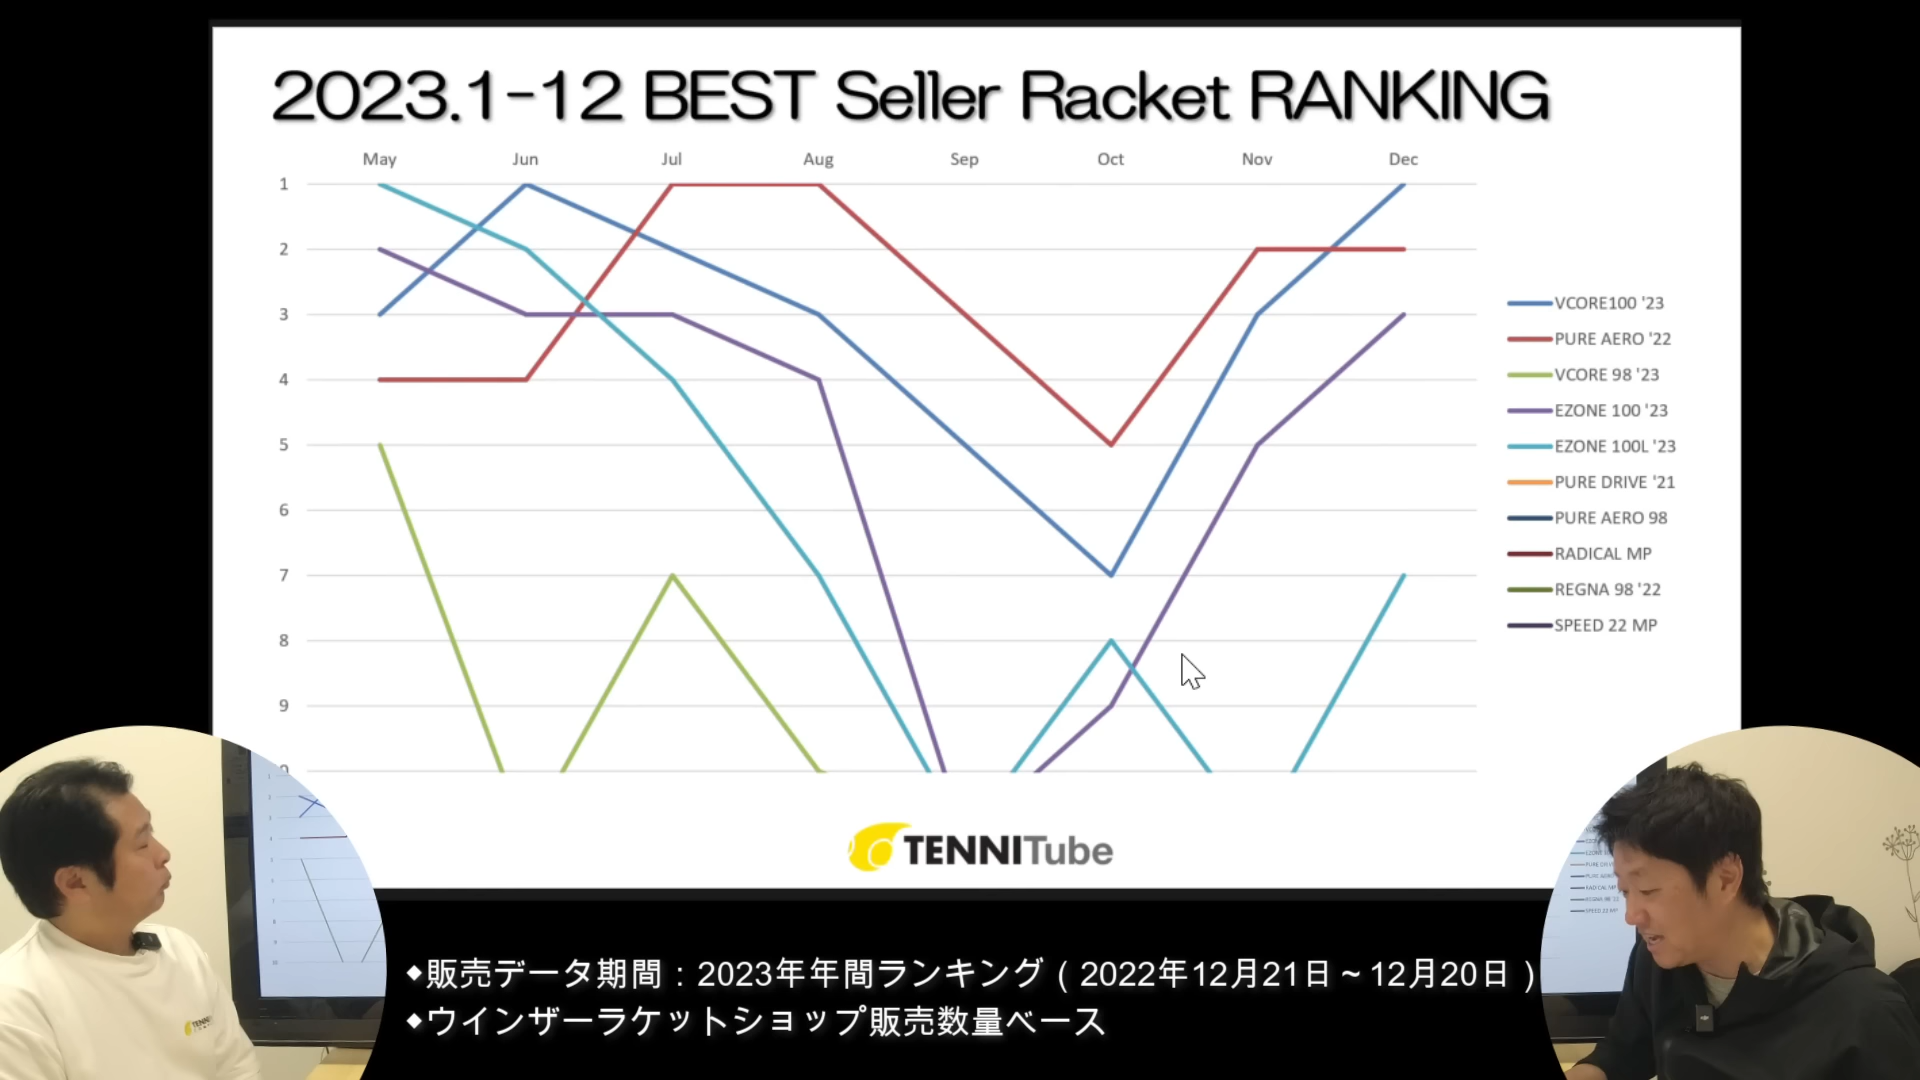 2023.1-12 BEST Seller Racket RANKING
May Jun Jul Aug Sep Oct Nov Dec
1
2
3
4
5
6
7
8
9
VCORE100 '23
PURE AERO '22
VCORE 98 '23
EZONE 100 '23
EZONE 100L '23
PURE DRIVE '21
PURE AERO 98
RADICAL MP
REGNA 98 '22
SPEED 22 MP
TENNITube
◆販売データ期間：2023年年間ランキング（2022年12月21日～12月20日）
◆ウインザーラケットショップ販売数量ベース